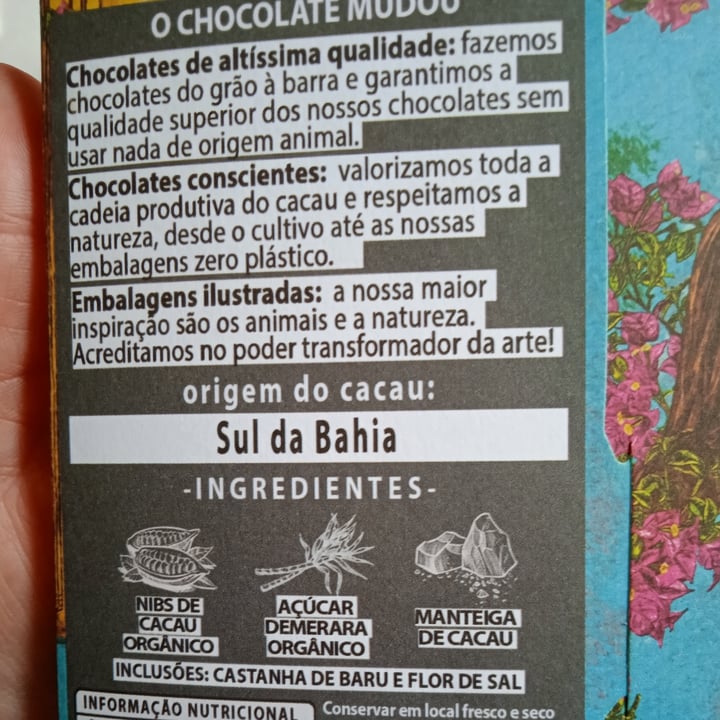 O CHOCOLATE MUDOU
Chocolates de altíssima qualidade: fazemos
chocolates do grão à barra e garantimos a
qualidade superior dos nossos chocolates sem
usar nada de origem animal.
Chocolates conscientes: valorizamos toda a
cadeia produtiva do cacau e respeitamos a
natureza, desde o cultivo até as nossas
embalagens zero plástico.
Embalagens ilustradas: a nossa maior
inspiração são os animais e a natureza.
Acreditamos no poder transformador da arte!
origem do cacau:
Sul da Bahia
-INGREDIENTES-
NIBS DE
CACAU
ORGÂNICO
AÇÚCAR
DEMERARA
ORGÂNICO
MANTEIGA
DE CACAU
INCLUSÕES: CASTANHA DE BARU E FLOR DE SAL
INFORMAÇÃO NUTRICIONAL
Conservar em local fresco e seco